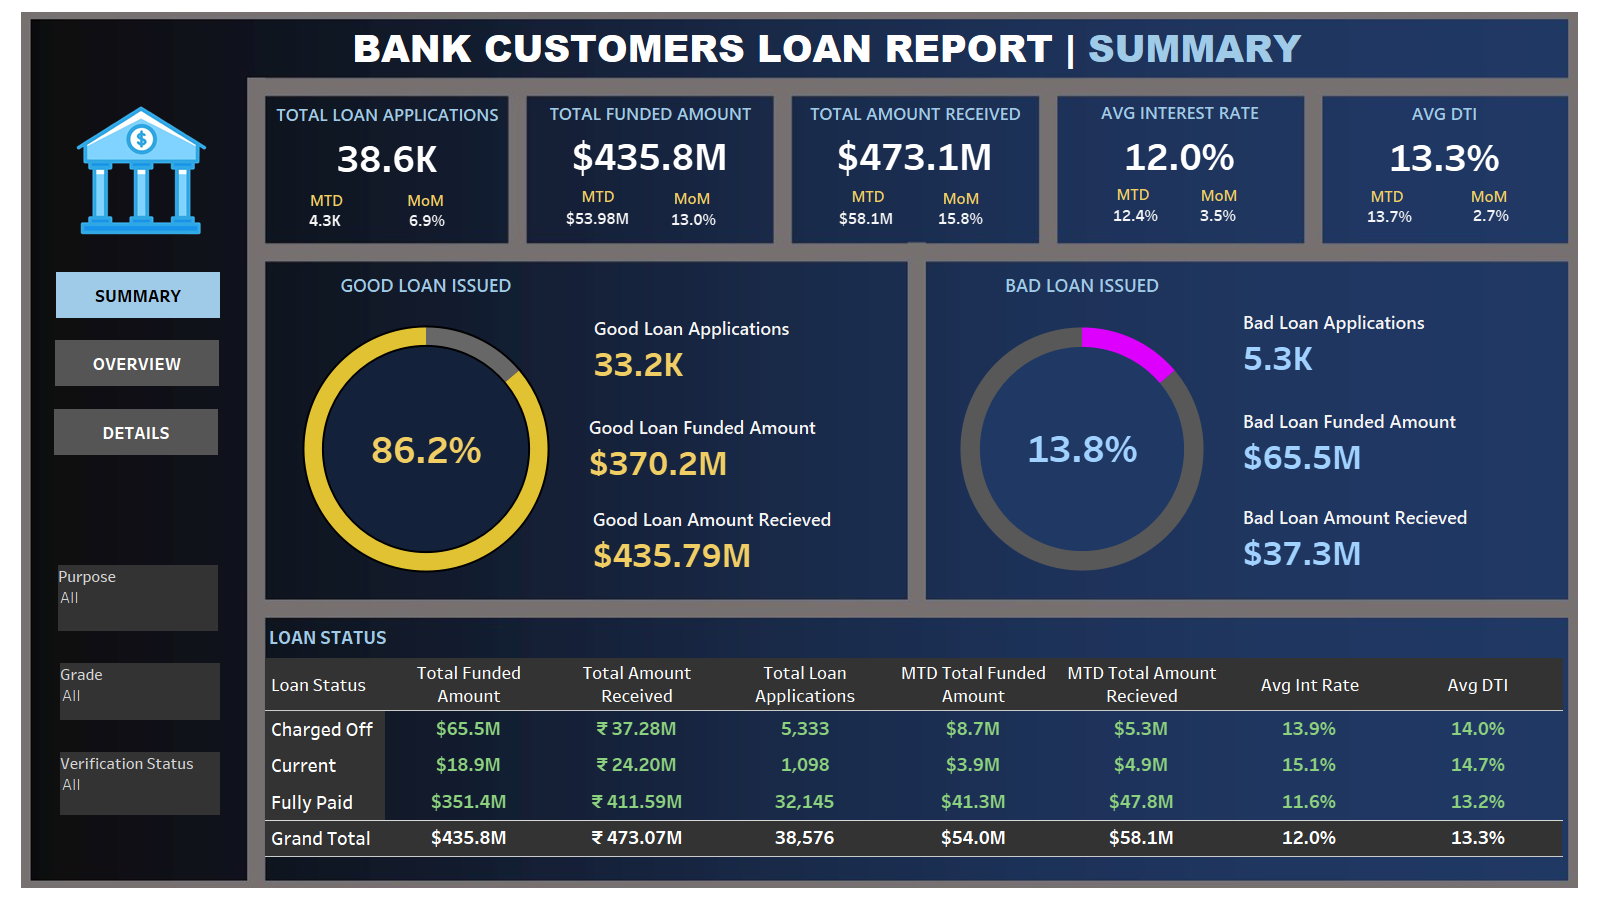 BANK CUSTOMERS LOAN REPORT | SUMMARY
$
SUMMARY
OVERVIEW
DETAILS
Purpose
All
Grade
All
Verification Status
All
TOTAL LOAN APPLICATIONS
38.6K
MTD MoM
4.3K 6.9%
TOTAL FUNDED AMOUNT
$435.8M
MTD MoM
$53.98M 13.0%
TOTAL AMOUNT RECEIVED
$473.1M
MTD MoM
$58.1M 15.8%
AVG INTEREST RATE
12.0%
MTD MoM
12.4% 3.5%
AVG DTI
13.3%
MTD MoM
13.7% 2.7%
GOOD LOAN ISSUED
86.2%
Good Loan Applications
33.2K
Good Loan Funded Amount
$370.2M
Good Loan Amount Recieved
$435.79M
BAD LOAN ISSUED
13.8%
Bad Loan Applications
5.3K
Bad Loan Funded Amount
$65.5M
Bad Loan Amount Recieved
$37.3M
LOAN STATUS
Loan Status Total Funded Amount Total Amount Received Total Loan Applications MTD Total Funded Amount MTD Total Amount Recieved Avg Int Rate Avg DTI
Charged Off $65.5M ₹ 37.28M 5,333 $8.7M $5.3M 13.9% 14.0%
Current $18.9M ₹ 24.20M 1,098 $3.9M $4.9M 15.1% 14.7%
Fully Paid $351.4M ₹ 411.59M 32,145 $41.3M $47.8M 11.6% 13.2%
Grand Total $435.8M ₹ 473.07M 38,576 $54.0M $58.1M 12.0% 13.3%